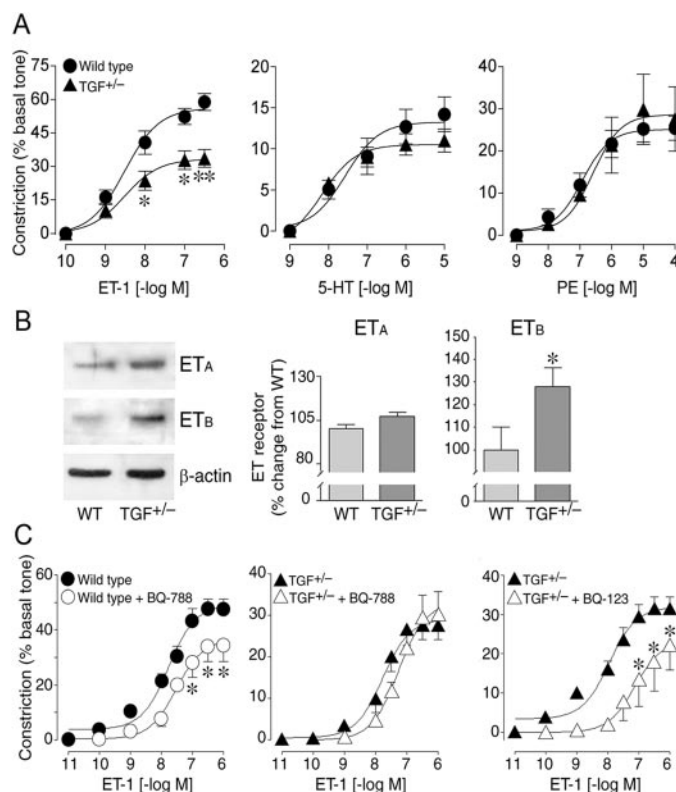 A
Constriction (% basal tone)
75
60
45
30
15
0
Wild type
TGF+/−
*
*
**
10 9 8 7 6
ET-1 [-log M]
20
15
10
5
0
9 8 7 6 5
5-HT [-log M]
40
30
20
10
0
9 8 7 6 5 4
PE [-log M]
B
ETA
ETB
β-actin
WT TGF+/−
ETA
ET receptor
(% change from WT)
130
105
80
0
WT TGF+/−
ETB
150
140
130
120
110
100
0
*
WT TGF+/−
C
Constriction (% basal tone)
60
40
20
0
Wild type
Wild type + BQ-788
*
* *
11 10 9 8 7 6
ET-1 [-log M]
40
30
20
10
0
TGF+/−
TGF+/− + BQ-788
11 10 9 8 7 6
ET-1 [-log M]
40
30
20
10
0
TGF+/−
TGF+/− + BQ-123
*
*
*
11 10 9 8 7 6
ET-1 [-log M]